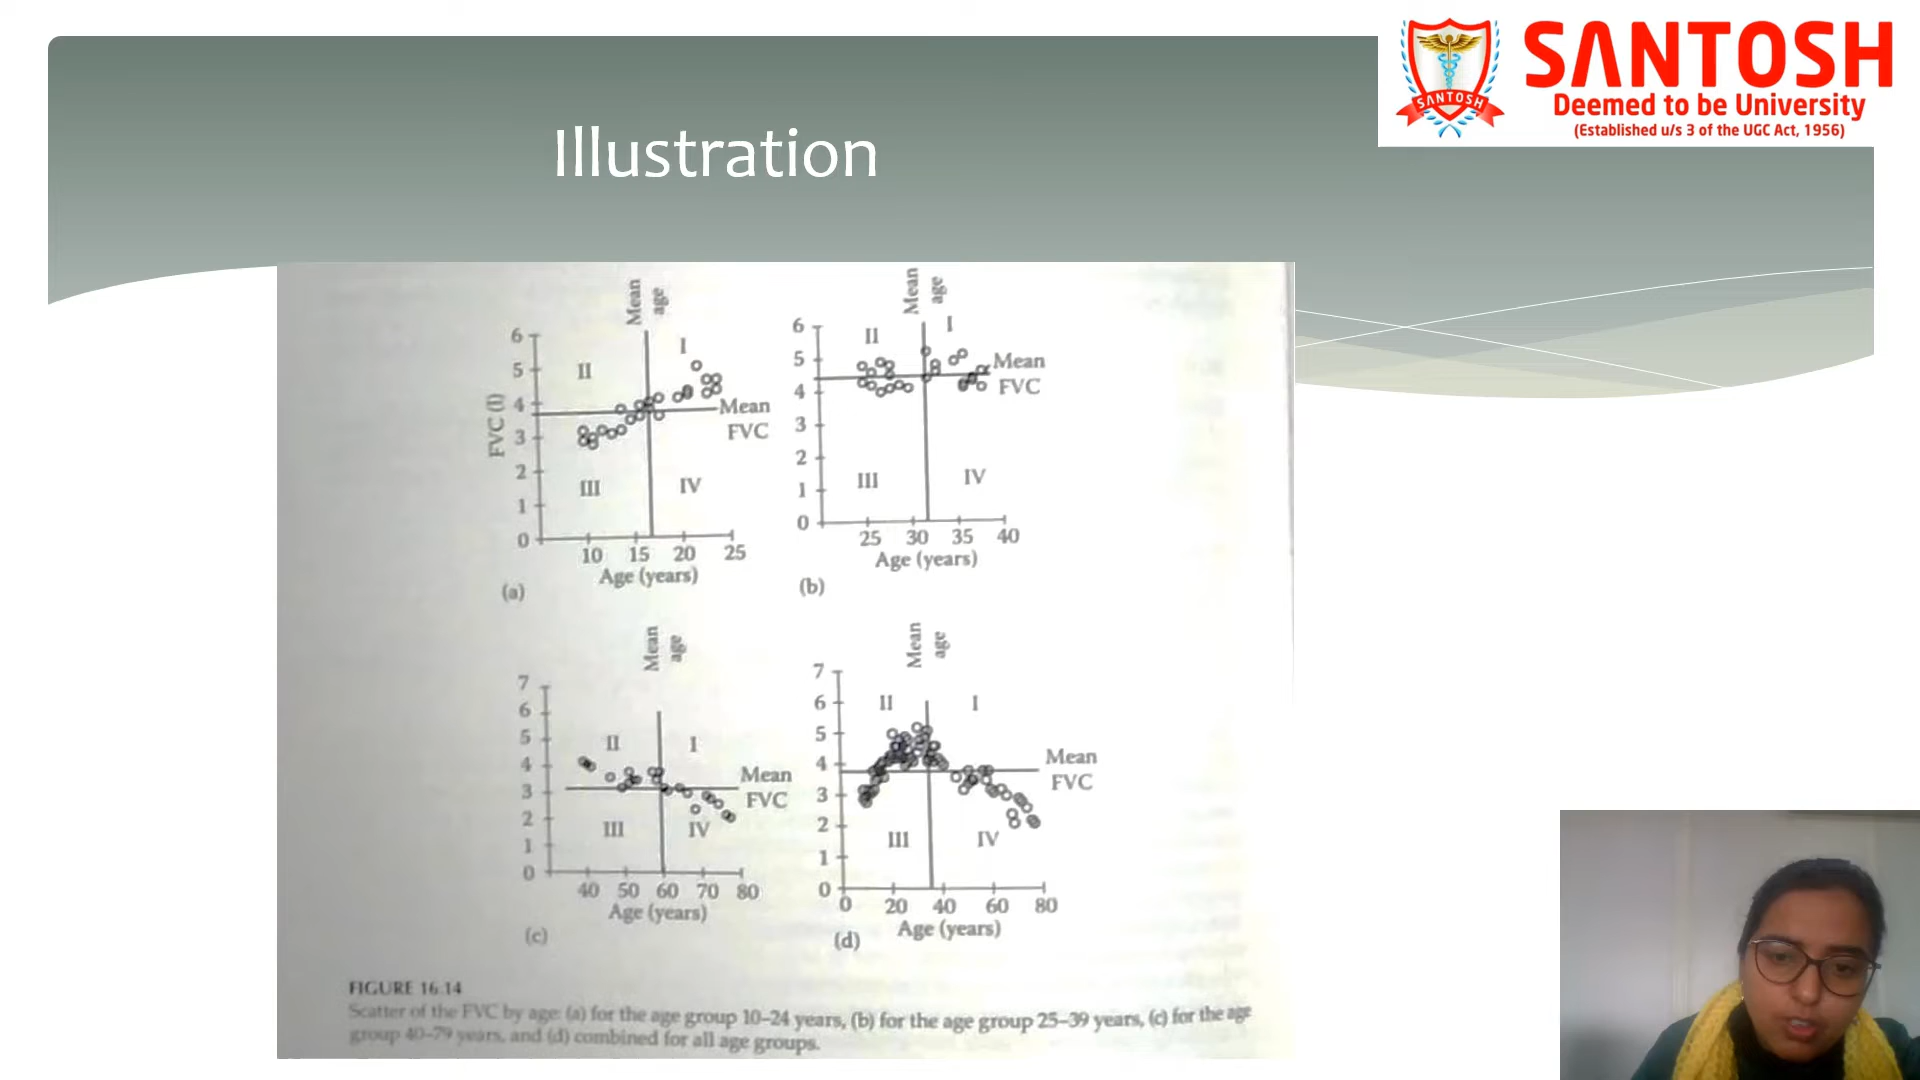 Illustration
SANTOSH
SANTOSH
Deemed to be University
(Established u/s 3 of the UGC Act, 1956)
Mean
age
6
5
4
3
2
1
0
FVC (l)
II
I
III
IV
Mean
FVC
10 15 20 25
Age (years)
(a)
Mean
age
6
5
4
3
2
1
0
II
I
III
IV
Mean
FVC
25 30 35 40
Age (years)
(b)
Mean
age
7
6
5
4
3
2
1
0
II
I
III
IV
Mean
FVC
40 50 60 70 80
Age (years)
(c)
Mean
age
7
6
5
4
3
2
1
0
II
I
III
IV
Mean
FVC
0 20 40 60 80
Age (years)
(d)
FIGURE 16.14
Scatter of the FVC by age: (a) for the age group 10–24 years, (b) for the age group 25–39 years, (c) for the age
group 40–79 years, and (d) combined for all age groups.